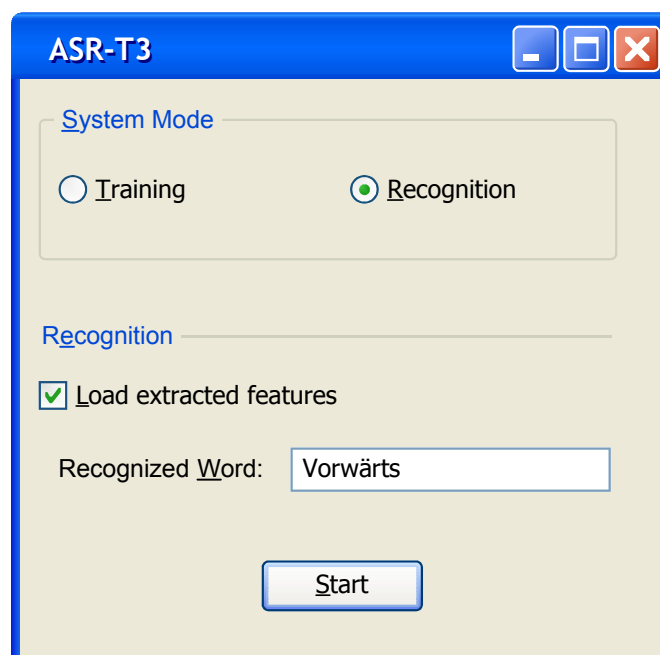 ASR-T3
System Mode
Training Recognition
Recognition
Load extracted features
Recognized Word: Vorwärts
Start